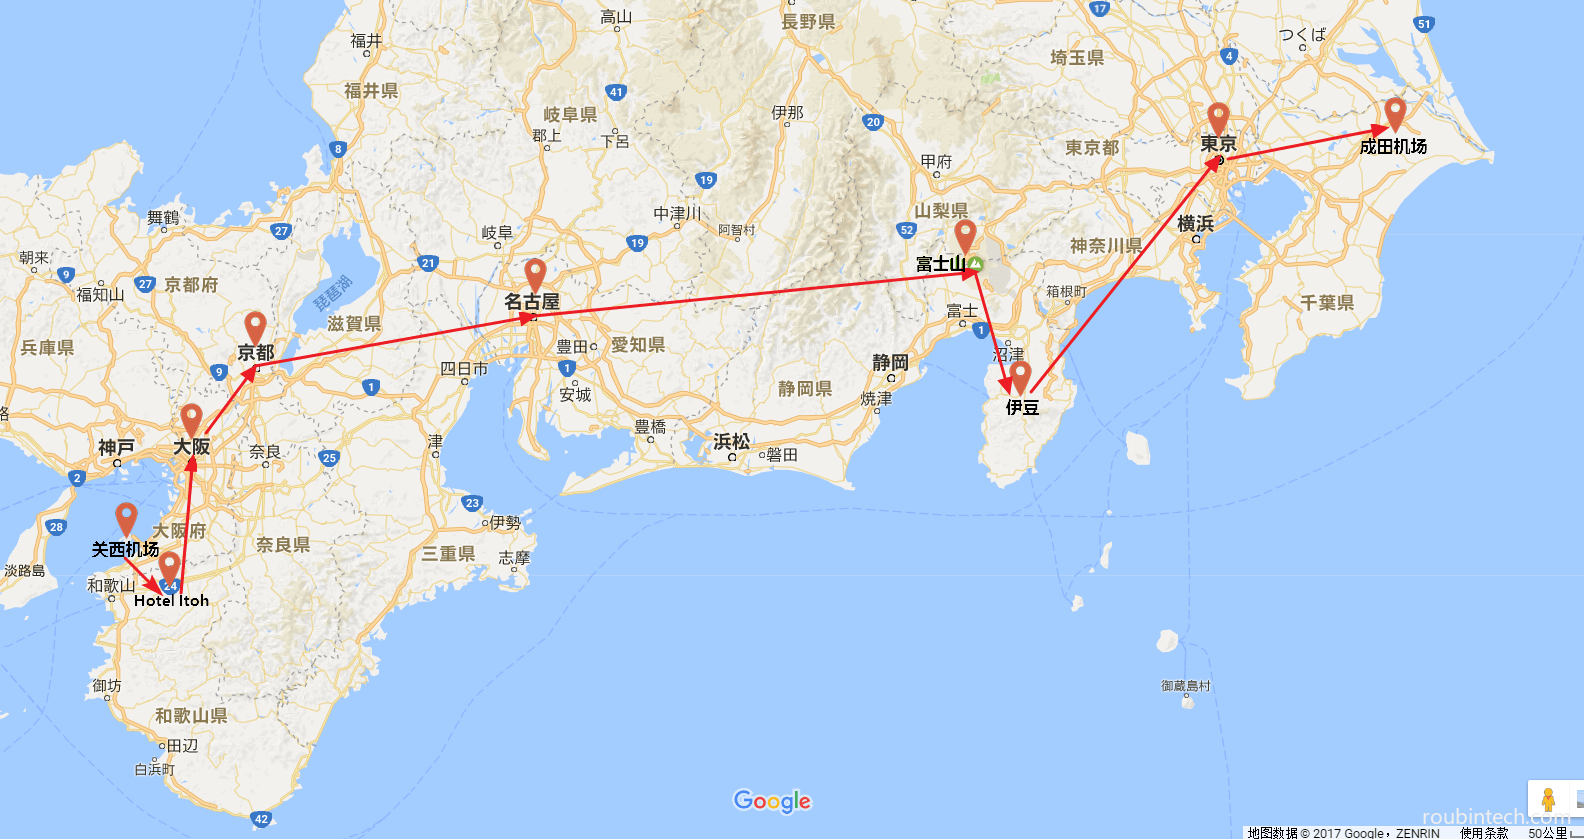 高山
長野県
17
51
福井
つくば
4
埼玉県
福井県
41
岐阜県
伊那
20
郡上
下呂
8
東京都
東京
成田机场
甲府
19
舞鶴
中津川
山梨県
阿智村
52
横浜
27
岐阜
19
神奈川県
朝来
9
21
富士山
京都府
27
福知山
琵琶湖
箱根町
名古屋
富士
千葉県
滋賀県
1
兵庫県
京都
豊田
愛知県
沼津
9
四日市
1
静岡
1
安城
静岡県
焼津
伊豆
路
豊橋
神戸
大阪
奈良
津
浜松
磐田
25
2
23
28
大阪府
伊勢
关西机场
奈良県
三重県
志摩
淡路島
和歌山
24
Hotel Itoh
御坊
御蔵島村
和歌山県
田辺
白浜町
Google
42
roubintech.com
地图数据 © 2017 Google，ZENRIN 使用条款 50公里